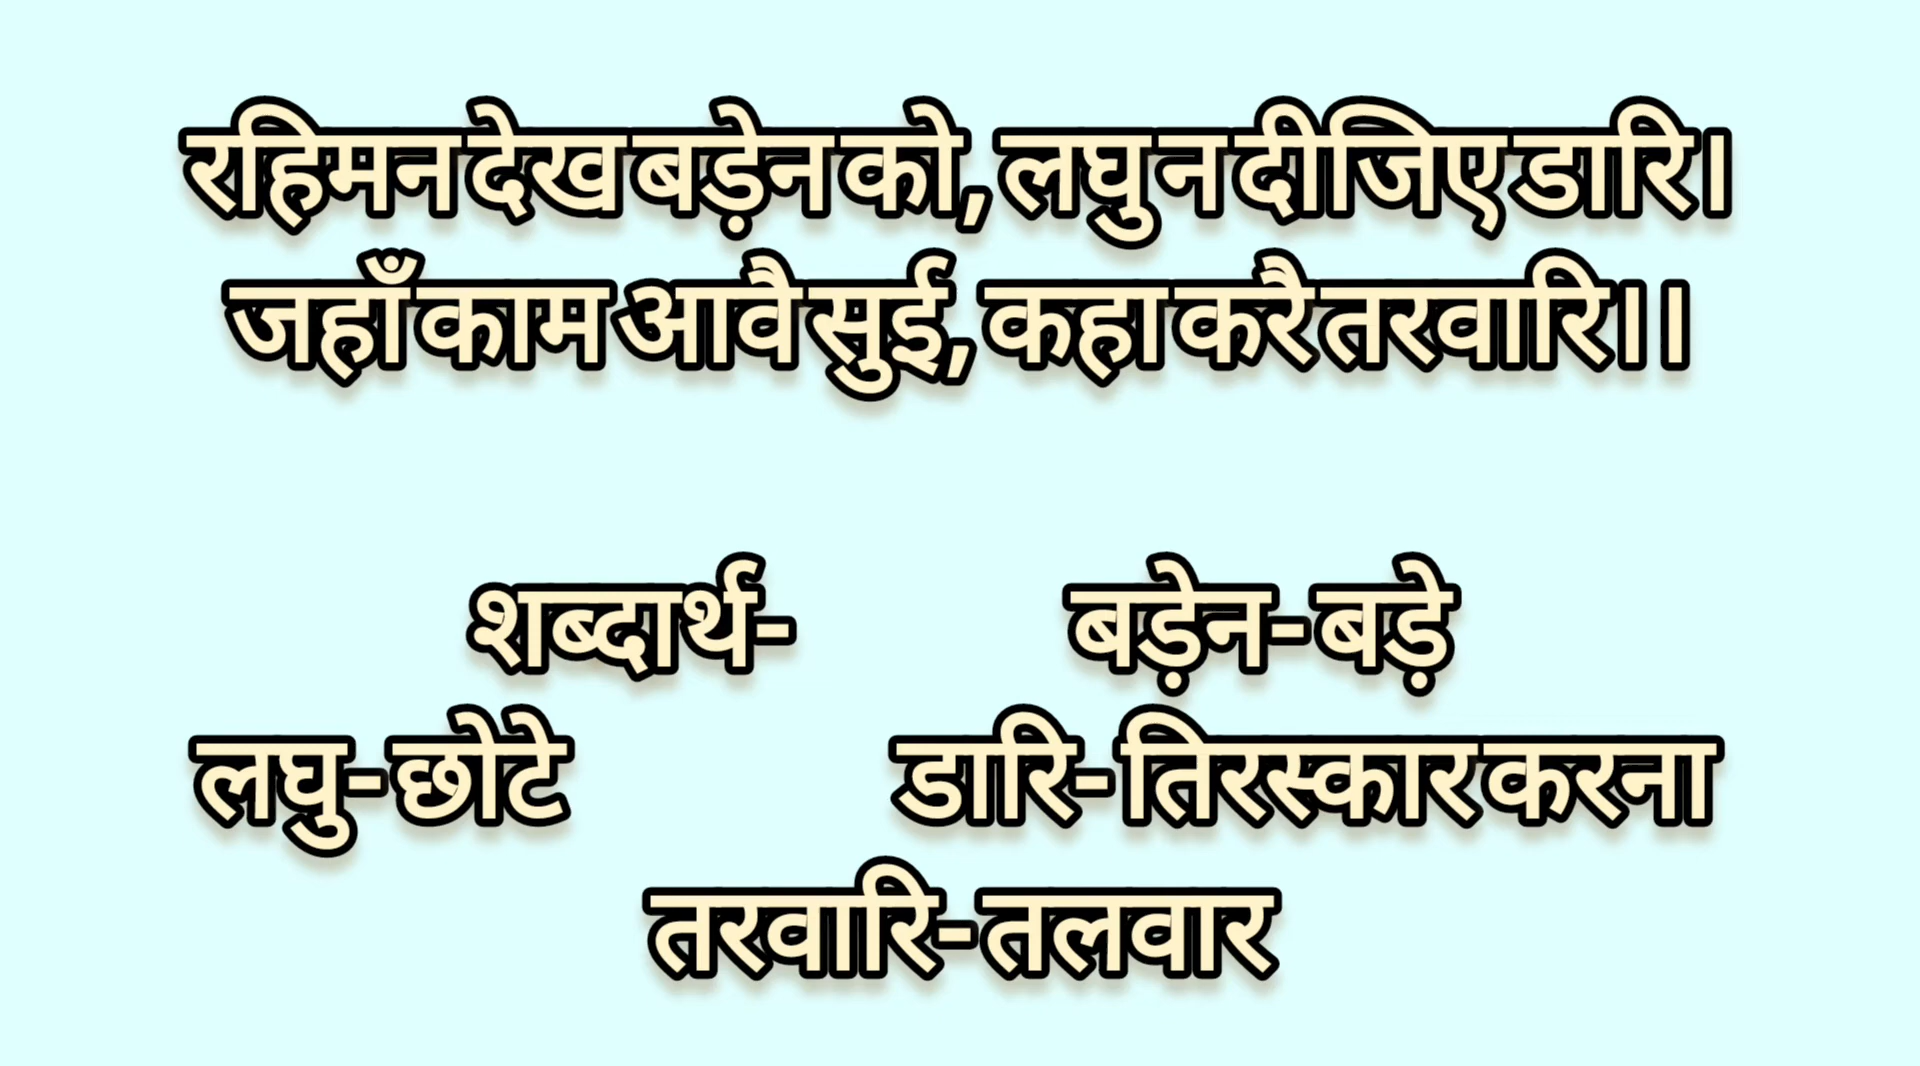 रहिमन देख बड़ेन को, लघु न दीजिए डारि।
जहाँ काम आवै सुई, कहा करै तरवारि।।
शब्दार्थ- बड़ेन- बड़े
लघु - छोटे डारि- तिरस्कार करना
तरवारि - तलवार